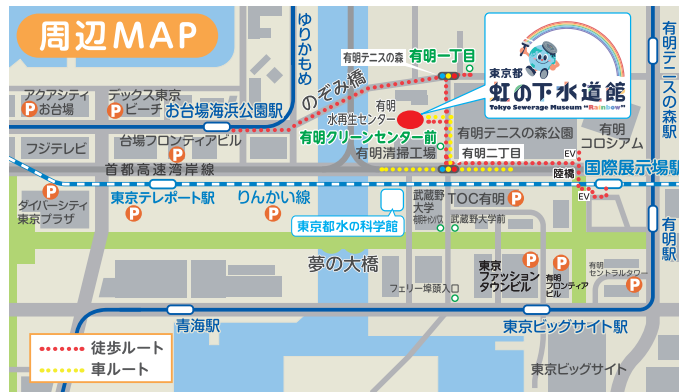 周辺MAP
ゆりかもめ
有明テニスの森
有明一丁目
東京都
虹の下水道館
Tokyo Sewerage Museum "Rainbow"
有明テニスの森駅
のぞみ橋
アクアシティ
P お台場
デックス東京
P ビーチ
お台場海浜公園駅
有明
水再生センター
有明クリーンセンター前
有明清掃工場
有明テニスの森公園
有明
コロシアム
フジテレビ
台場フロンティアビル
P
有明二丁目
EV
陸橋
国際展示場駅
EV
首都高速湾岸線
P
ダイバーシティ
東京プラザ
東京テレポート駅
P
りんかい線
P
東京都水の科学館
武蔵野
大学
有明キャンパス
TOC有明 P
武蔵野大学前
有明駅
夢の大橋
フェリー埠頭入口
東京
ファッション
タウンビル
P
P
有明
フロンティア
ビル
有明
セントラルタワー
P
青海駅
東京ビッグサイト駅
東京ビッグサイト
徒歩ルート
車ルート